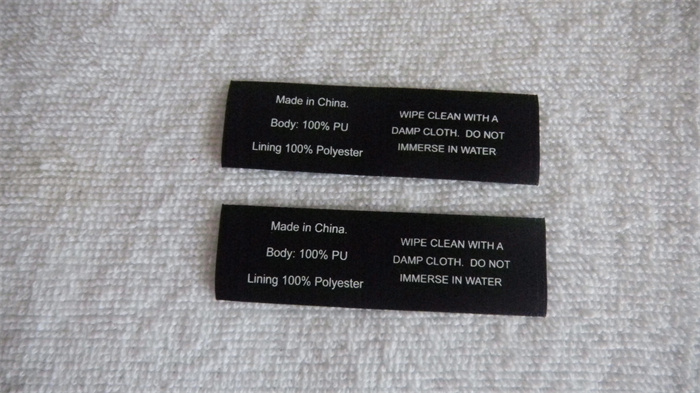 Made in China.
Body: 100% PU
Lining 100% Polyester
WIPE CLEAN WITH A
DAMP CLOTH. DO NOT
IMMERSE IN WATER
Made in China.
Body: 100% PU
Lining 100% Polyester
WIPE CLEAN WITH A
DAMP CLOTH. DO NOT
IMMERSE IN WATER